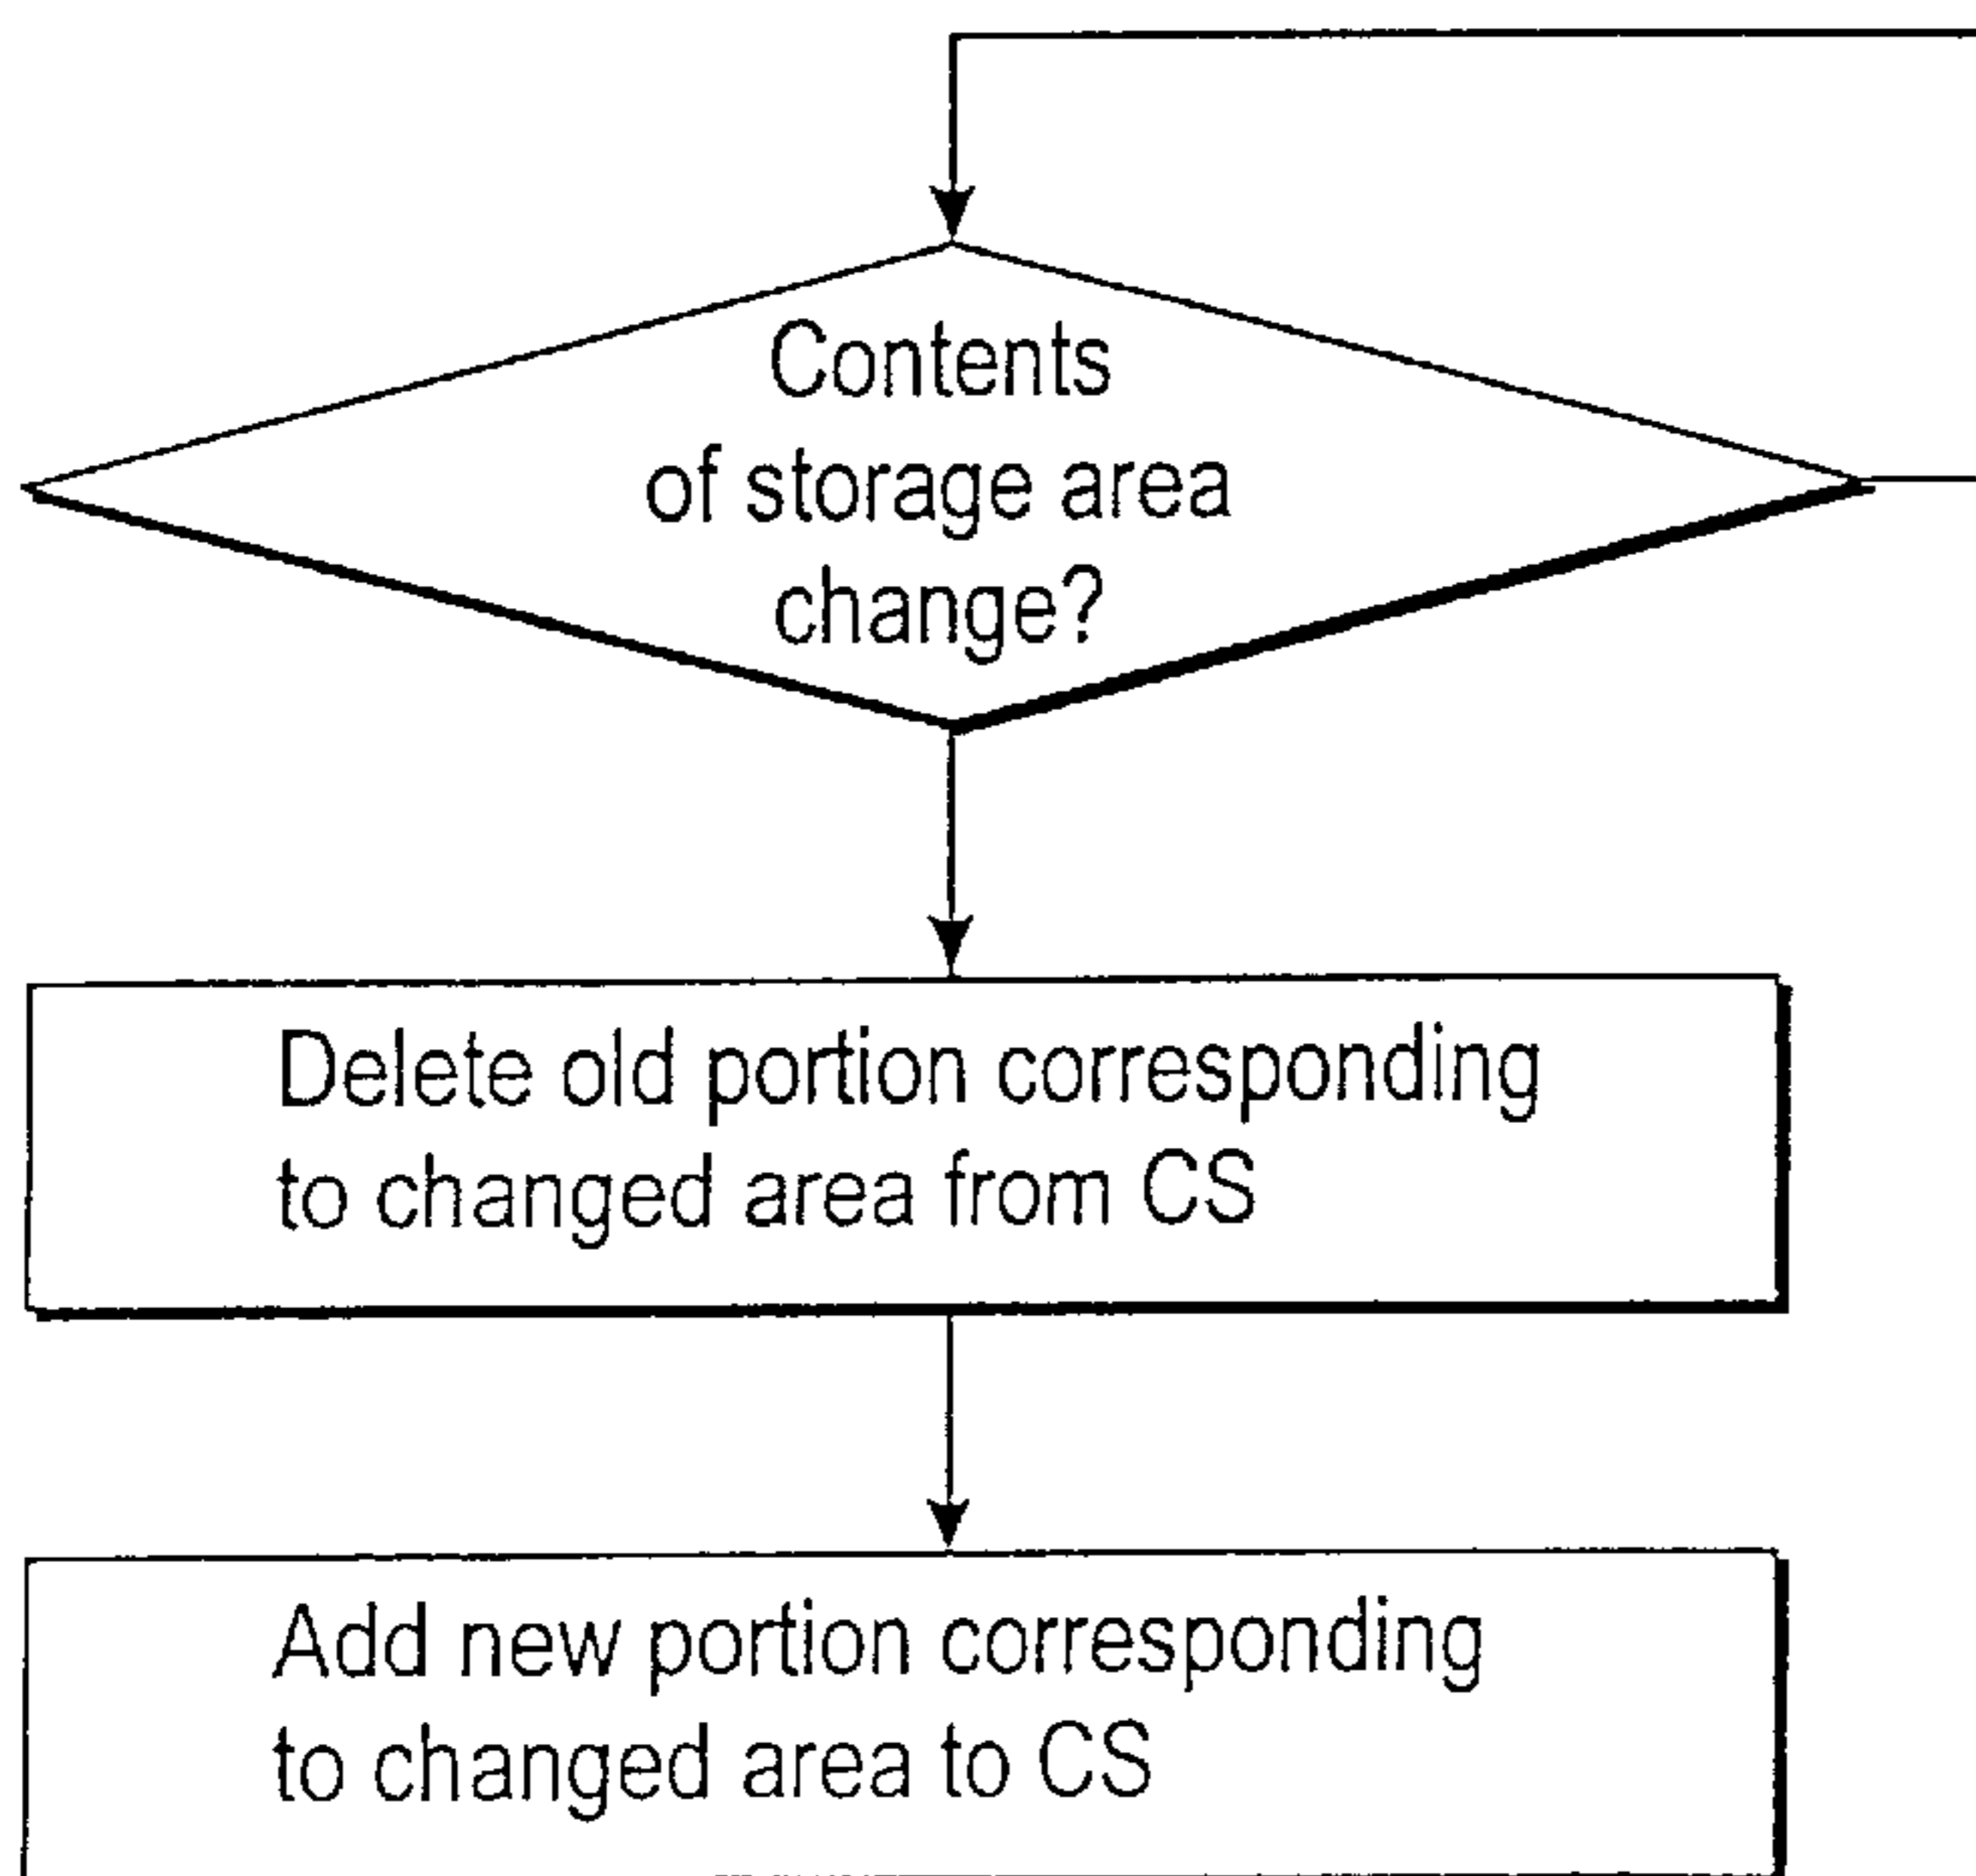 Contents
of storage area
change?
Delete old portion corresponding
to changed area from CS
Add new portion corresponding
to changed area to CS